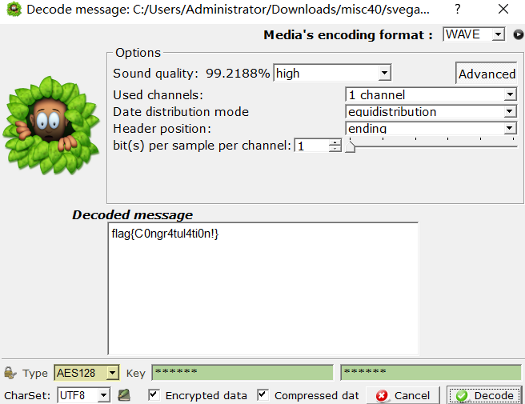 Decode message: C:/Users/Administrator/Downloads/misc40/svega... ? ×
Media's encoding format : WAVE
Options
Sound quality: 99.2188% high Advanced
Used channels: 1 channel
Date distribution mode equidistribution
Header position: ending
bit(s) per sample per channel: 1
Decoded message
flag{C0ngr4tul4ti0n!}
Type AES128 Key ****** ******
CharSet: UTF8 Encrypted data Compressed dat Cancel Decode